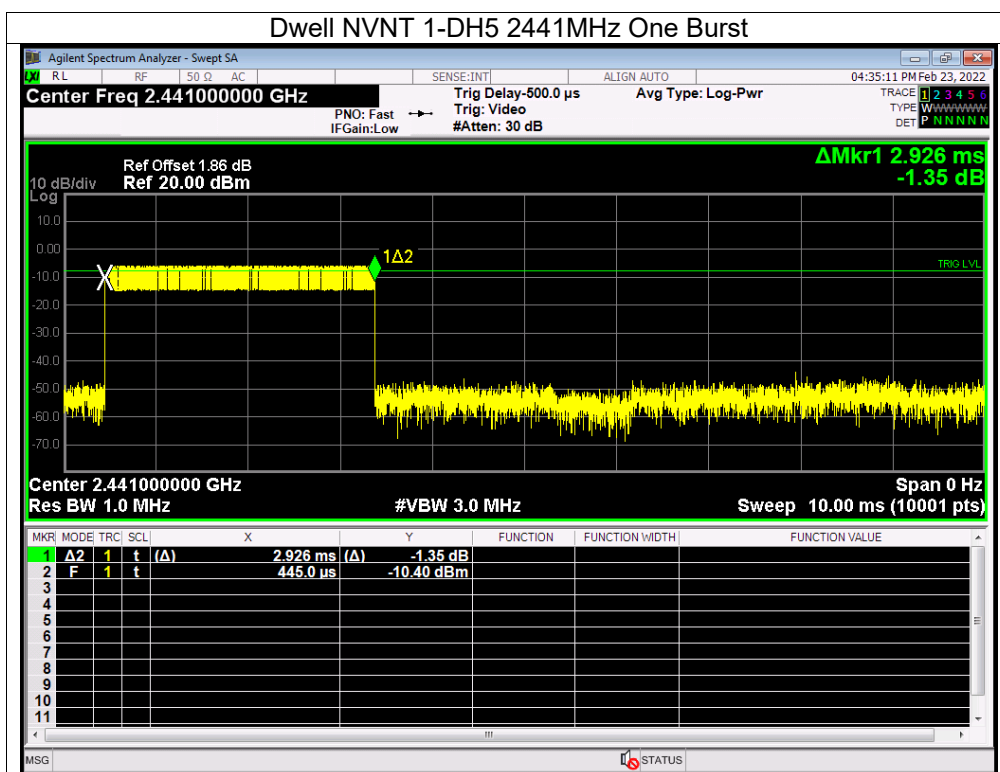 Dwell NVNT 1-DH5 2441MHz One Burst
Agilent Spectrum Analyzer - Swept SA
LXI RL RF 50 Ω AC SENSE:INT ALIGN AUTO 04:35:11 PM Feb 23, 2022
Center Freq 2.441000000 GHz Trig Delay-500.0 µs Avg Type: Log-Pwr TRACE 1 2 3 4 5 6
PNO: Fast Trig: Video TYPE WWWWWW
IFGain:Low #Atten: 30 dB DET P N N N N N
ΔMkr1 2.926 ms
-1.35 dB
Ref Offset 1.86 dB
10 dB/div Ref 20.00 dBm
Log
10.0
0.00
1Δ2
TRIG LVL
-10.0
-20.0
-30.0
-40.0
-50.0
-60.0
-70.0
Center 2.441000000 GHz Span 0 Hz
Res BW 1.0 MHz #VBW 3.0 MHz Sweep 10.00 ms (10001 pts)
MKR MODE TRC SCL X Y FUNCTION FUNCTION WIDTH FUNCTION VALUE
1 Δ2 1 t (Δ) 2.926 ms (Δ) -1.35 dB
2 F 1 t 445.0 µs -10.40 dBm
3
4
5
6
7
8
9
10
11
MSG STATUS